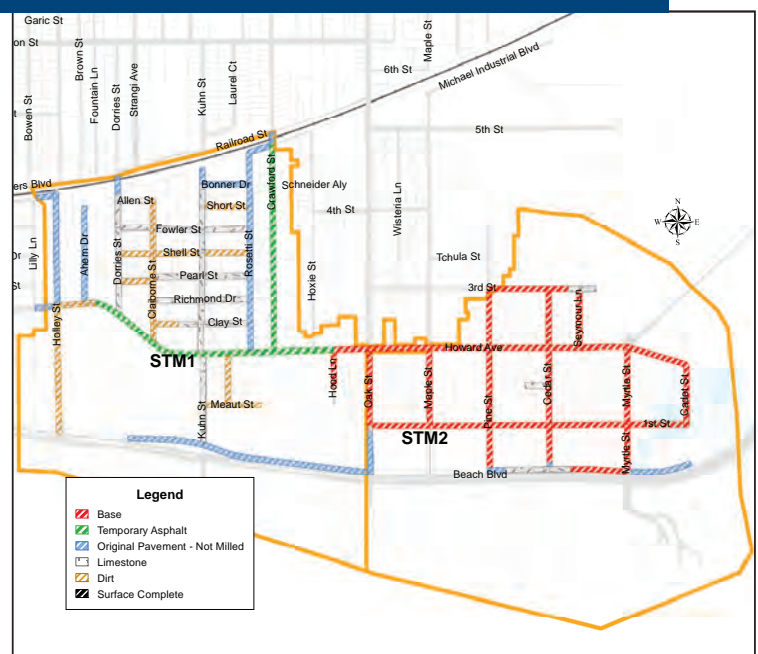 Garic St
on St
Bowen St
Brown St
Fountain Ln
Dorries St
Strangi Ave
Kuhn St
Laurel Ct
Maple St
6th St
Michael Industrial Blvd
5th St
Railroad St
ers Blvd
Bonner Dr
Crawford St
Schneider Aly
Allen St
Short St
4th St
Wisteria Ln
N
W E
S
Fowler St
Lilly Ln
Ahern Dr
Dorries St
Claiborne St
Shell St
Rosetti St
Dr
Tchula St
Pearl St
St
Hoxie St
3rd St
Richmond Dr
Seymour Ln
Holley St
Clay St
Howard Ave
STM1
Hood Ln
Oak St
Maple St
Pine St
Cedar St
Myrtle St
Cadet St
Kuhn St
Meaut St
1st St
STM2
Myrtle St
Beach Blvd
Legend
Base
Temporary Asphalt
Original Pavement - Not Milled
Limestone
Dirt
Surface Complete